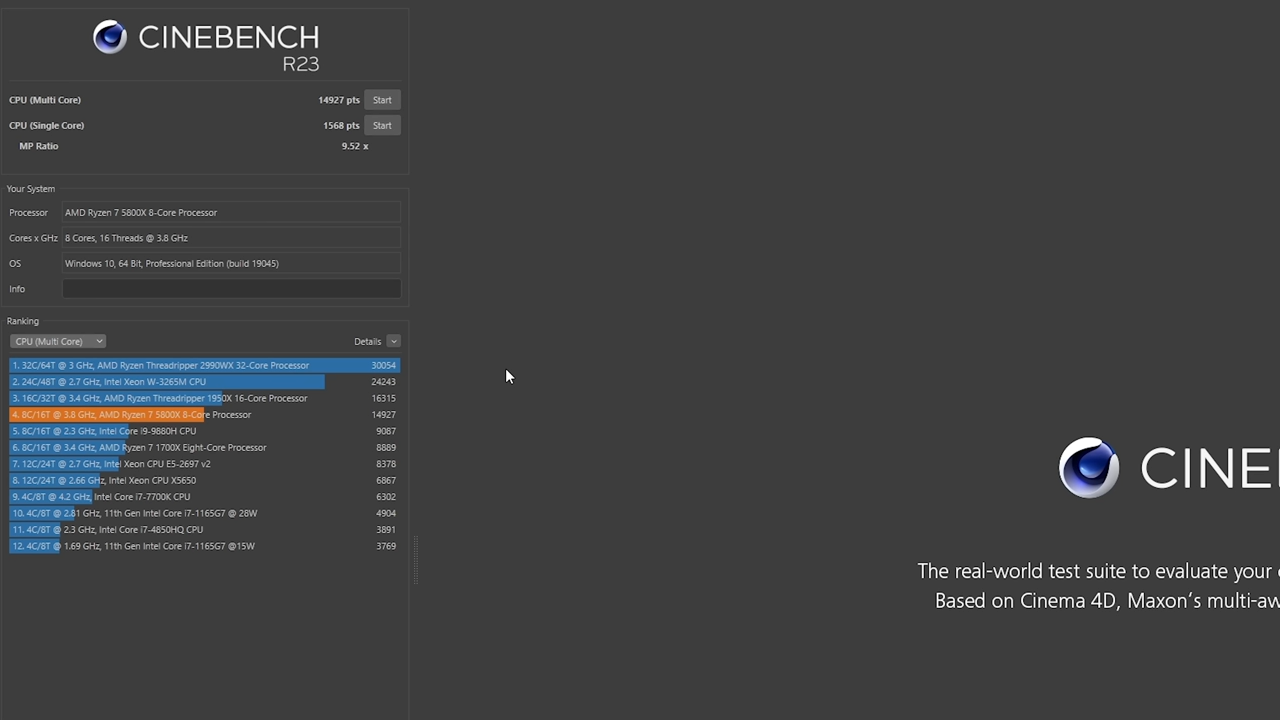 CINEBENCH
R23
CPU (Multi Core) 14927 pts Start
CPU (Single Core) 1568 pts Start
MP Ratio 9.52 x
Your System
Processor AMD Ryzen 7 5800X 8-Core Processor
Cores x GHz 8 Cores, 16 Threads @ 3.8 GHz
OS Windows 10, 64 Bit, Professional Edition (build 19045)
Info
Ranking
CPU (Multi Core) Details
1. 32C/64T @ 3 GHz, AMD Ryzen Threadripper 2990WX 32-Core Processor 30054
2. 24C/48T @ 2.7 GHz, Intel Xeon W-3265M CPU 24243
3. 16C/32T @ 3.4 GHz, AMD Ryzen Threadripper 1950X 16-Core Processor 16315
4. 8C/16T @ 3.8 GHz, AMD Ryzen 7 5800X 8-Core Processor 14927
5. 8C/16T @ 2.3 GHz, Intel Core i9-9880H CPU 9087
6. 8C/16T @ 3.4 GHz, AMD Ryzen 7 1700X Eight-Core Processor 8889
7. 12C/24T @ 2.7 GHz, Intel Xeon CPU E5-2697 v2 8378
8. 12C/24T @ 2.66 GHz, Intel Xeon CPU X5650 6867
9. 4C/8T @ 4.2 GHz, Intel Core i7-7700K CPU 6302
10. 4C/8T @ 2.81 GHz, 11th Gen Intel Core i7-1165G7 @ 28W 4904
11. 4C/8T @ 2.3 GHz, Intel Core i7-4850HQ CPU 3891
12. 4C/8T @ 1.69 GHz, 11th Gen Intel Core i7-1165G7 @15W 3769
CINE
The real-world test suite to evaluate your
Based on Cinema 4D, Maxon's multi-aw